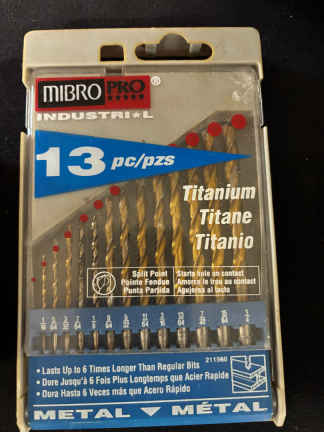 MIBRO PRO ®
INDUSTRIAL
13 pc/pzs
Titanium
Titane
Titanio
Split Point
Pointe Fendue
Punta Partida
Starts hole on contact
Amorce le trou au contact
Agujerea al tacto
211960
• Lasts Up to 6 Times Longer Than Regular Bits
• Dure Jusqu'à 6 Fois Plus Longtemps que Acier Rapide
• Dura Hasta 6 Veces más que Acero Rápido
METAL MÉTAL